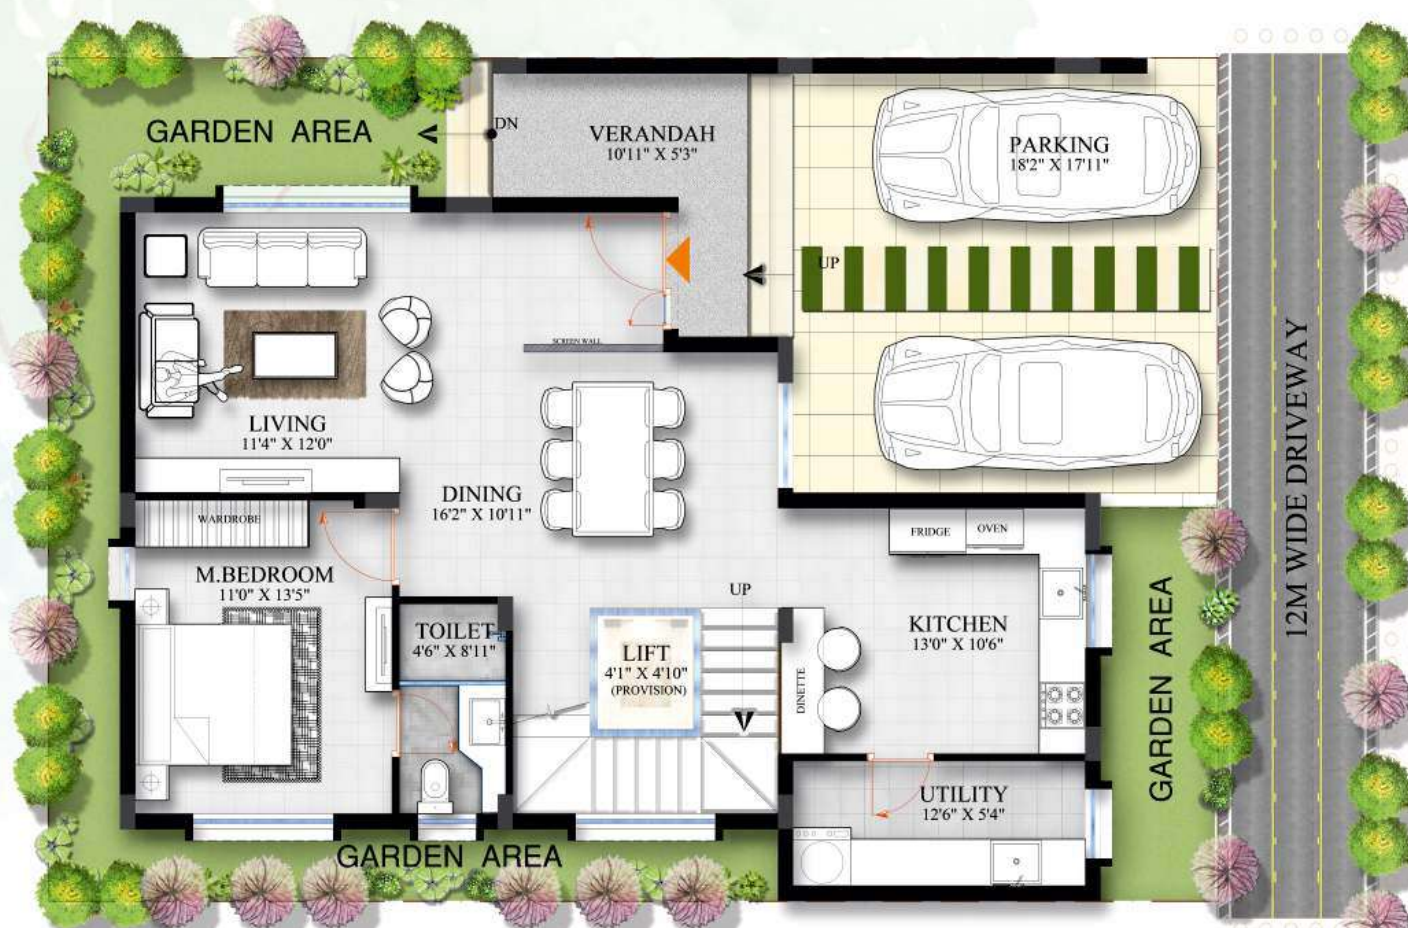 GARDEN AREA
DN
VERANDAH
10'11" X 5'3"
PARKING
18'2" X 17'11"
UP
SCREEN WALL
LIVING
11'4" X 12'0"
DINING
16'2" X 10'11"
12M WIDE DRIVEWAY
WARDROBE
FRIDGE
OVEN
M.BEDROOM
11'0" X 13'5"
UP
TOILET
4'6" X 8'11"
LIFT
4'1" X 4'10"
(PROVISION)
DINETTE
KITCHEN
13'0" X 10'6"
GARDEN AREA
UTILITY
12'6" X 5'4"
GARDEN AREA